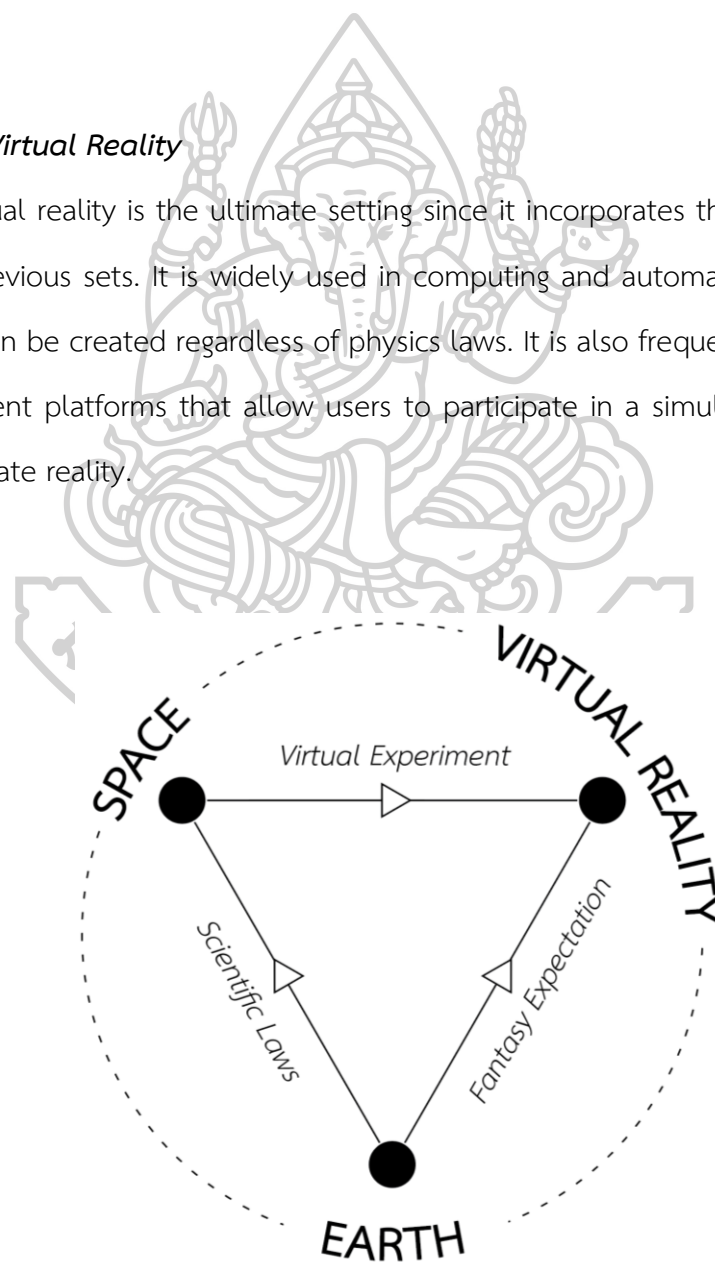 Virtual Reality
ual reality is the ultimate setting since it incorporates th
evious sets. It is widely used in computing and automa
n be created regardless of physics laws. It is also freque
ent platforms that allow users to participate in a simul
ate reality.
VIRTUAL REALITY
SPACE
Virtual Experiment
Scientific Laws
Fantasy Expectation
EARTH